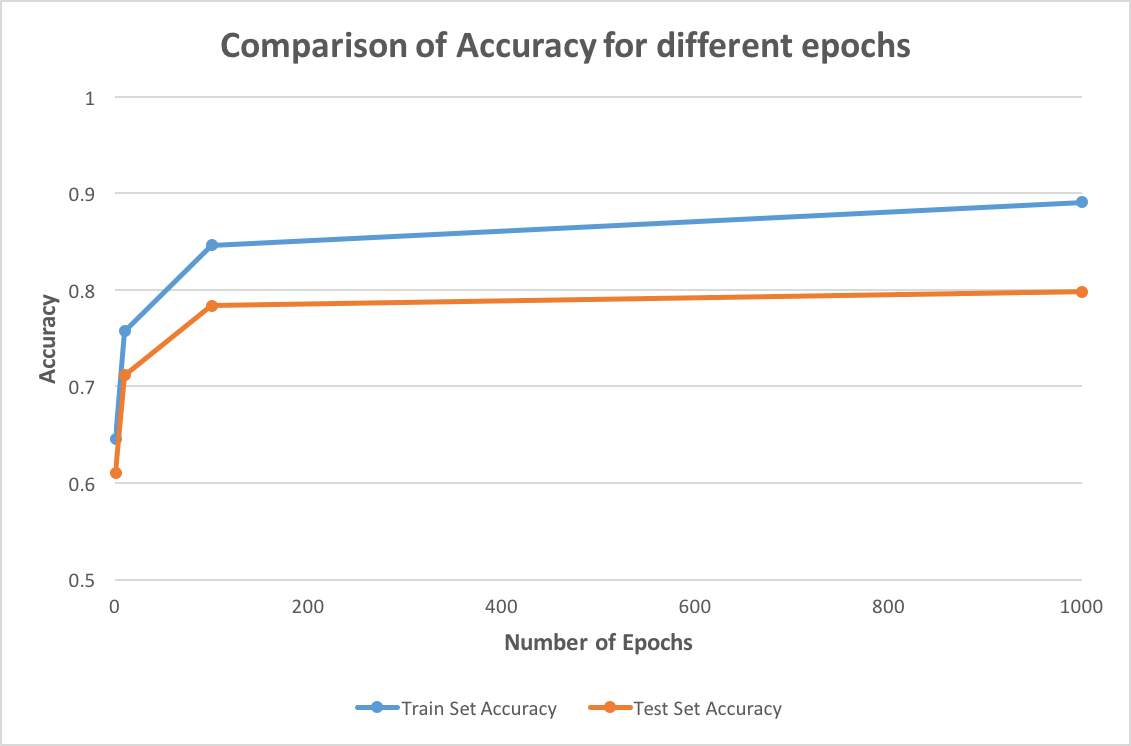 Comparison of Accuracy for different epochs
1
0.9
0.8
0.7
0.6
0.5
Accuracy
0 200 400 600 800 1000
Number of Epochs
Train Set Accuracy Test Set Accuracy